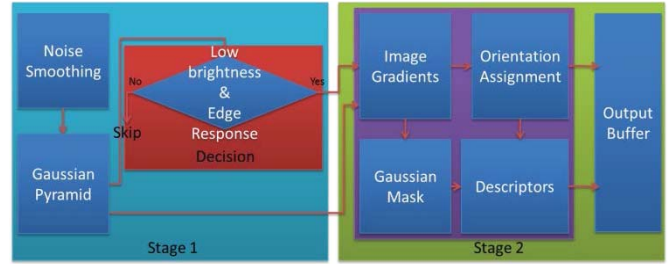 Noise
Smoothing
Gaussian
Pyramid
No
Low
brightness
&
Edge
Response
Yes
Skip
Decision
Stage 1
Image
Gradients
Orientation
Assignment
Gaussian
Mask
Descriptors
Output
Buffer
Stage 2